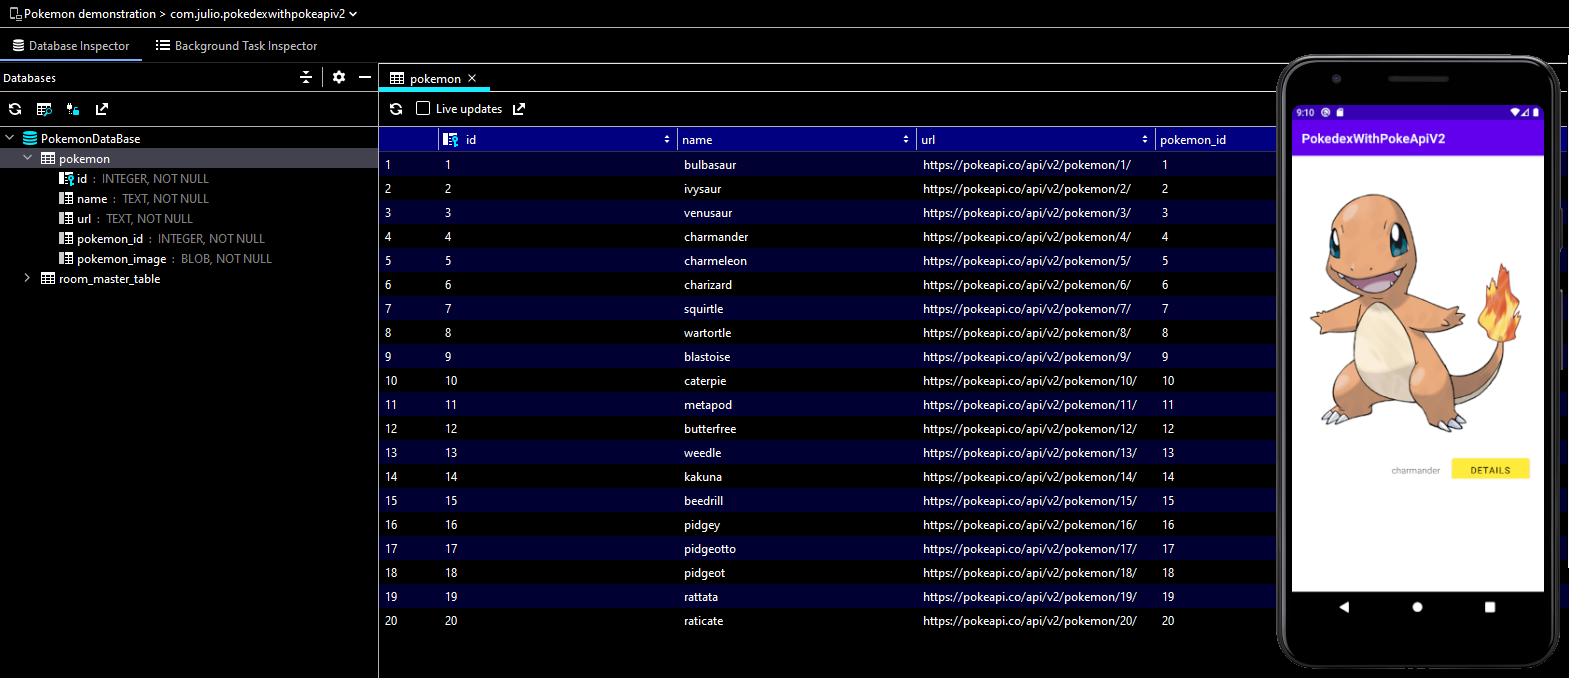 Pokemon demonstration > com.julio.pokedexwithpokeapiv2
Database Inspector
Background Task Inspector
Databases
PokemonDataBase
pokemon
id : INTEGER, NOT NULL
name : TEXT, NOT NULL
url : TEXT, NOT NULL
pokemon_id : INTEGER, NOT NULL
pokemon_image : BLOB, NOT NULL
room_master_table
pokemon
Live updates
id name url pokemon_id
1 1 bulbasaur https://pokeapi.co/api/v2/pokemon/1/ 1
2 2 ivysaur https://pokeapi.co/api/v2/pokemon/2/ 2
3 3 venusaur https://pokeapi.co/api/v2/pokemon/3/ 3
4 4 charmander https://pokeapi.co/api/v2/pokemon/4/ 4
5 5 charmeleon https://pokeapi.co/api/v2/pokemon/5/ 5
6 6 charizard https://pokeapi.co/api/v2/pokemon/6/ 6
7 7 squirtle https://pokeapi.co/api/v2/pokemon/7/ 7
8 8 wartortle https://pokeapi.co/api/v2/pokemon/8/ 8
9 9 blastoise https://pokeapi.co/api/v2/pokemon/9/ 9
10 10 caterpie https://pokeapi.co/api/v2/pokemon/10/ 10
11 11 metapod https://pokeapi.co/api/v2/pokemon/11/ 11
12 12 butterfree https://pokeapi.co/api/v2/pokemon/12/ 12
13 13 weedle https://pokeapi.co/api/v2/pokemon/13/ 13
14 14 kakuna https://pokeapi.co/api/v2/pokemon/14/ 14
15 15 beedrill https://pokeapi.co/api/v2/pokemon/15/ 15
16 16 pidgey https://pokeapi.co/api/v2/pokemon/16/ 16
17 17 pidgeotto https://pokeapi.co/api/v2/pokemon/17/ 17
18 18 pidgeot https://pokeapi.co/api/v2/pokemon/18/ 18
19 19 rattata https://pokeapi.co/api/v2/pokemon/19/ 19
20 20 raticate https://pokeapi.co/api/v2/pokemon/20/ 20
9:10
PokedexWithPokeApiV2
charmander
DETAILS